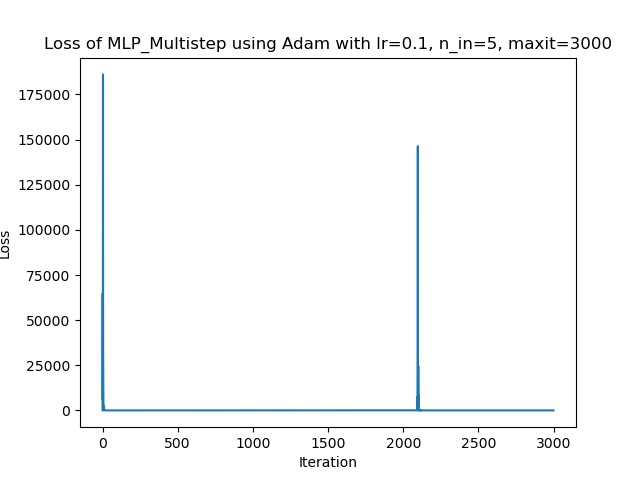 Loss of MLP_Multistep using Adam with lr=0.1, n_in=5, maxit=3000
175000
150000
125000
100000
75000
50000
25000
0
Loss
0 500 1000 1500 2000 2500 3000
Iteration